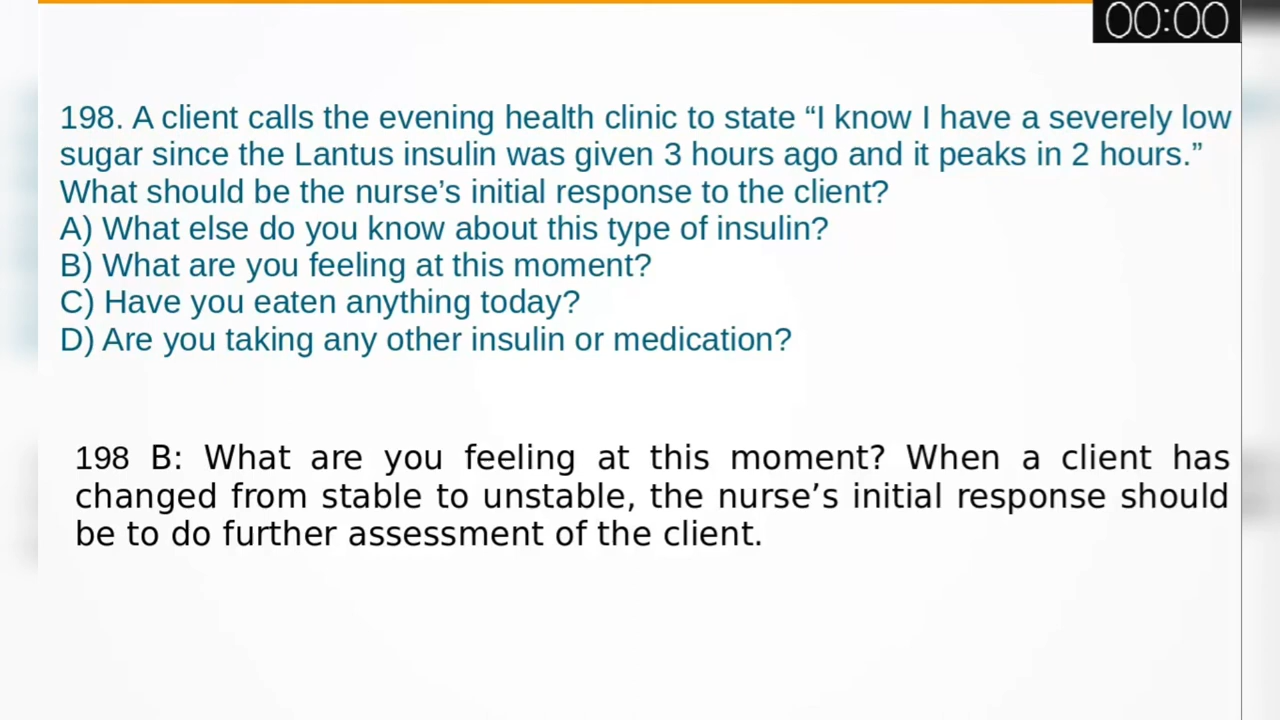 00:00
198. A client calls the evening health clinic to state “I know I have a severely low
sugar since the Lantus insulin was given 3 hours ago and it peaks in 2 hours.”
What should be the nurse’s initial response to the client?
A) What else do you know about this type of insulin?
B) What are you feeling at this moment?
C) Have you eaten anything today?
D) Are you taking any other insulin or medication?
198 B: What are you feeling at this moment? When a client has
changed from stable to unstable, the nurse’s initial response should
be to do further assessment of the client.